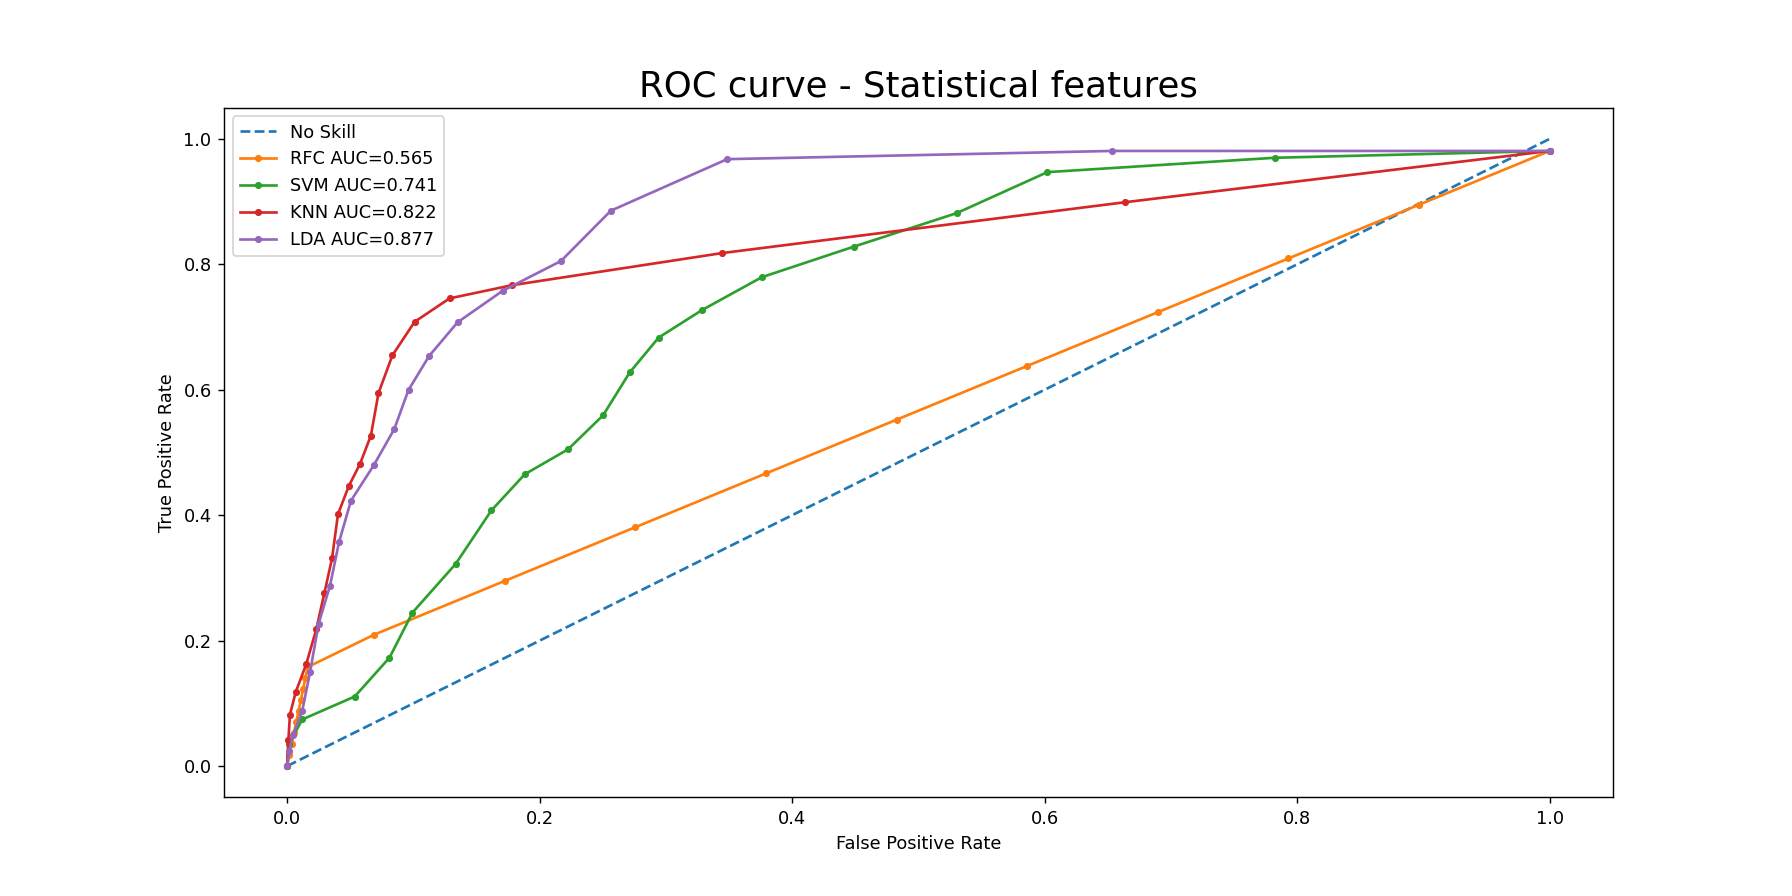 ROC curve - Statistical features
No Skill
RFC AUC=0.565
SVM AUC=0.741
KNN AUC=0.822
LDA AUC=0.877
True Positive Rate
1.0
0.8
0.6
0.4
0.2
0.0
0.0 0.2 0.4 0.6 0.8 1.0
False Positive Rate